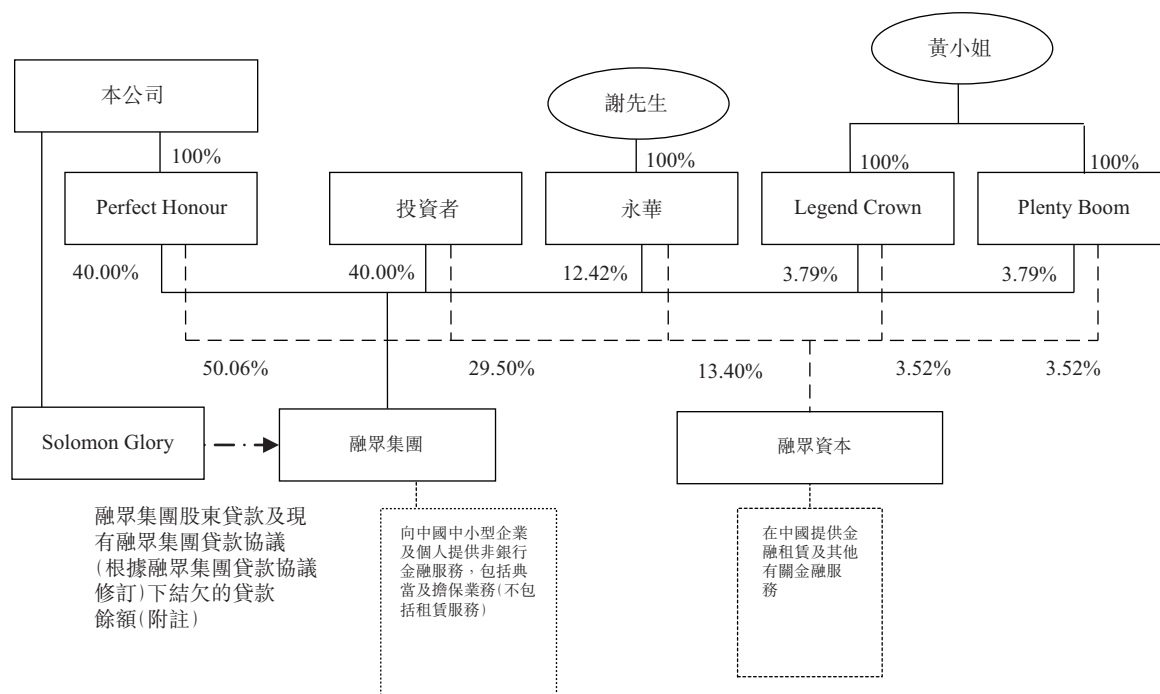 黃小姐
本公司
謝先生
100%
100%
100%
100%
Perfect Honour
投資者
永華
Legend Crown
Plenty Boom
40.00%
40.00%
12.42%
3.79%
3.79%
50.06%
29.50%
13.40%
3.52%
3.52%
Solomon Glory
融眾集團
融眾資本
融眾集團股東貸款及現
有融眾集團貸款協議
(根據融眾集團貸款協議
修訂)下結欠的貸款
餘額(附註)
向中國中小型企業
及個人提供非銀行
金融服務，包括典
當及擔保業務(不包
括租賃服務)
在中國提供金
融租賃及其他
有關金融服
務